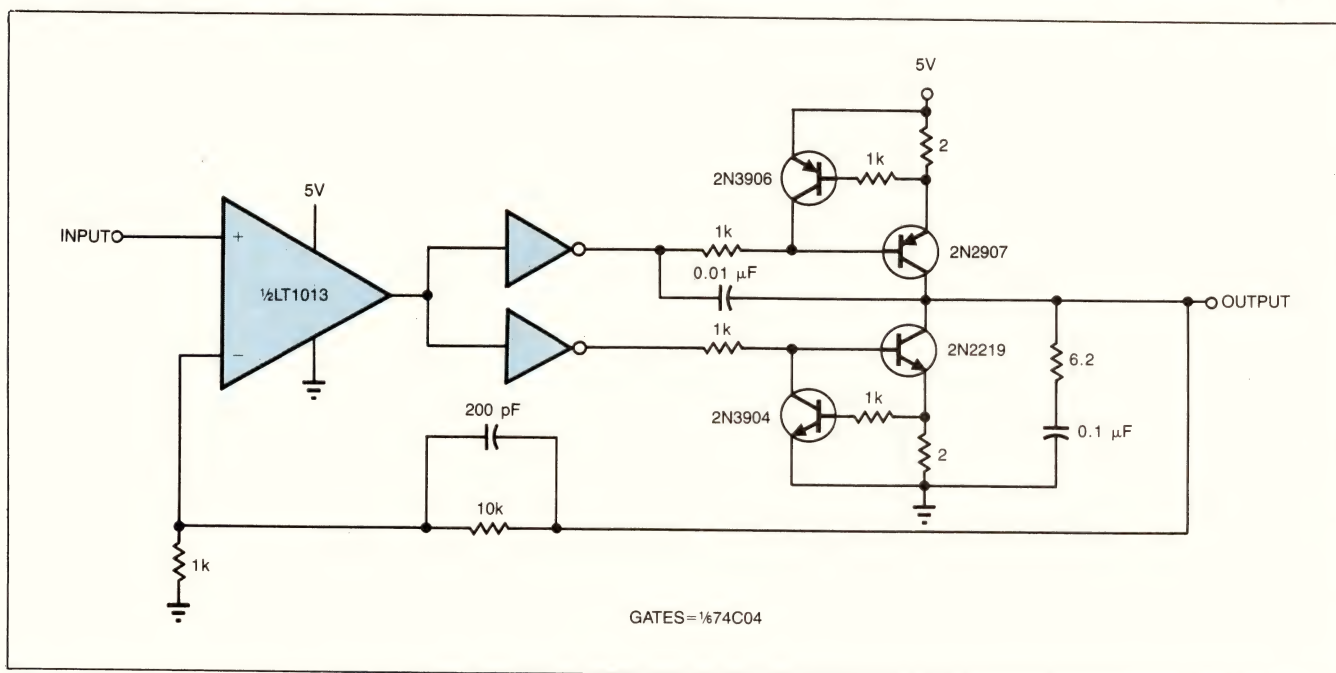 5V
2
1k
2N3906
5V
INPUT
+
1k
2N2907
½LT1013
0.01 µF
OUTPUT
1k
2N2219
−
6.2
200 pF
2N3904
1k
0.1 µF
2
10k
1k
GATES=⅙74C04